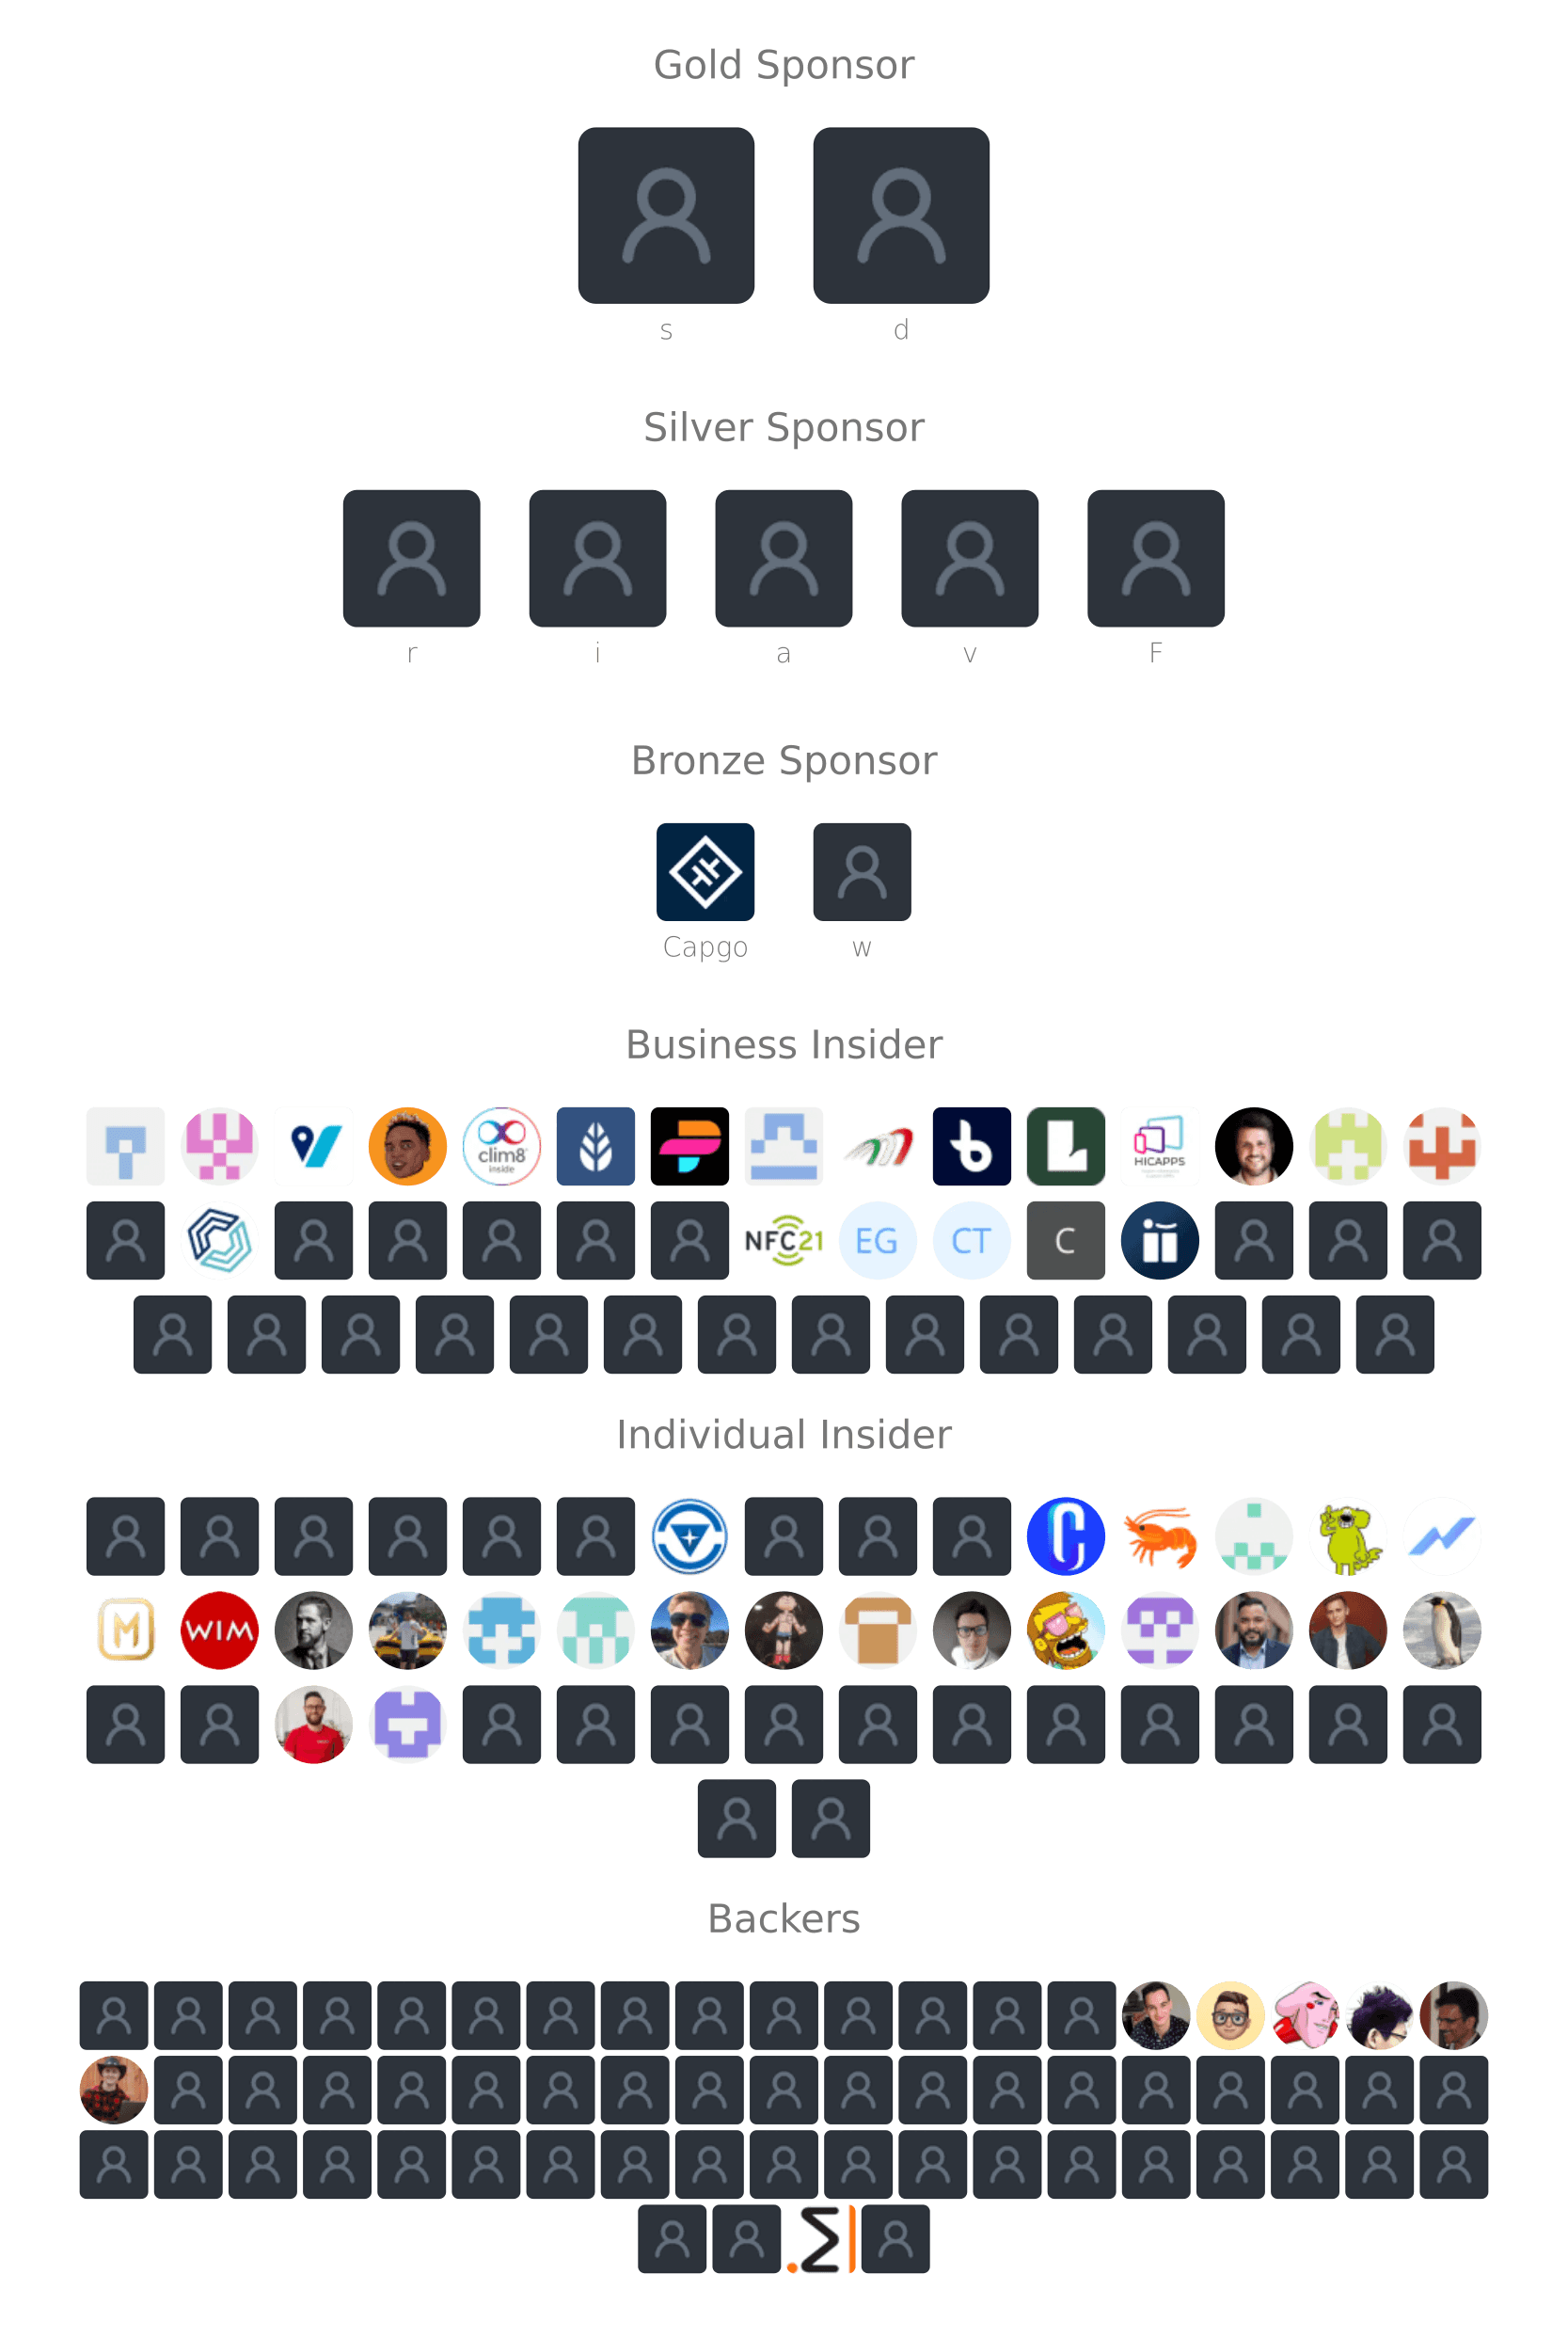 Gold Sponsor
s d
Silver Sponsor
r i a v F
Bronze Sponsor
Capgo w
Business Insider
clim8
inside
HICAPPS
NFC21 EG CT C
Individual Insider
M WIM
Backers